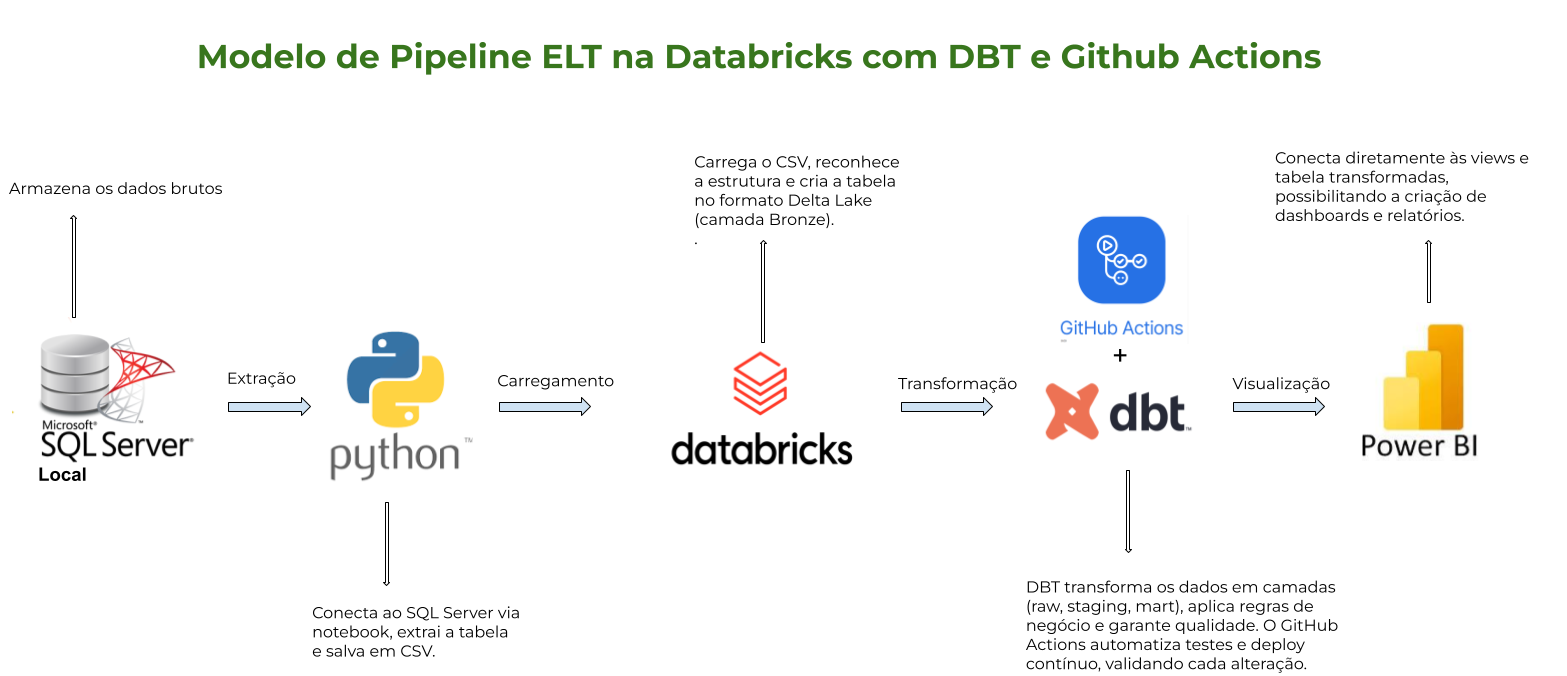 Modelo de Pipeline ELT na Databricks com DBT e Github Actions
Armazena os dados brutos
Microsoft®
SQL Server®
Local
Extração
python™
Conecta ao SQL Server via
notebook, extrai a tabela
e salva em CSV.
Carregamento
Carrega o CSV, reconhece
a estrutura e cria a tabela
no formato Delta Lake
(camada Bronze).
.
databricks
Transformação
GitHub Actions
+
dbt™
DBT transforma os dados em camadas
(raw, staging, mart), aplica regras de
negócio e garante qualidade. O GitHub
Actions automatiza testes e deploy
contínuo, validando cada alteração.
Visualização
Conecta diretamente às views e
tabela transformadas,
possibilitando a criação de
dashboards e relatórios.
Power BI